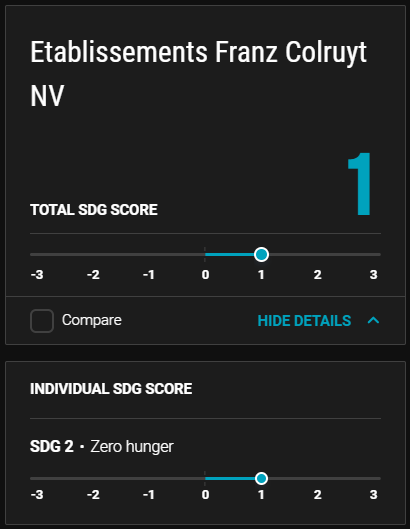 Etablissements Franz Colruyt
NV
1
TOTAL SDG SCORE
-3 -2 -1 0 1 2 3
Compare HIDE DETAILS
INDIVIDUAL SDG SCORE
SDG 2 · Zero hunger
-3 -2 -1 0 1 2 3